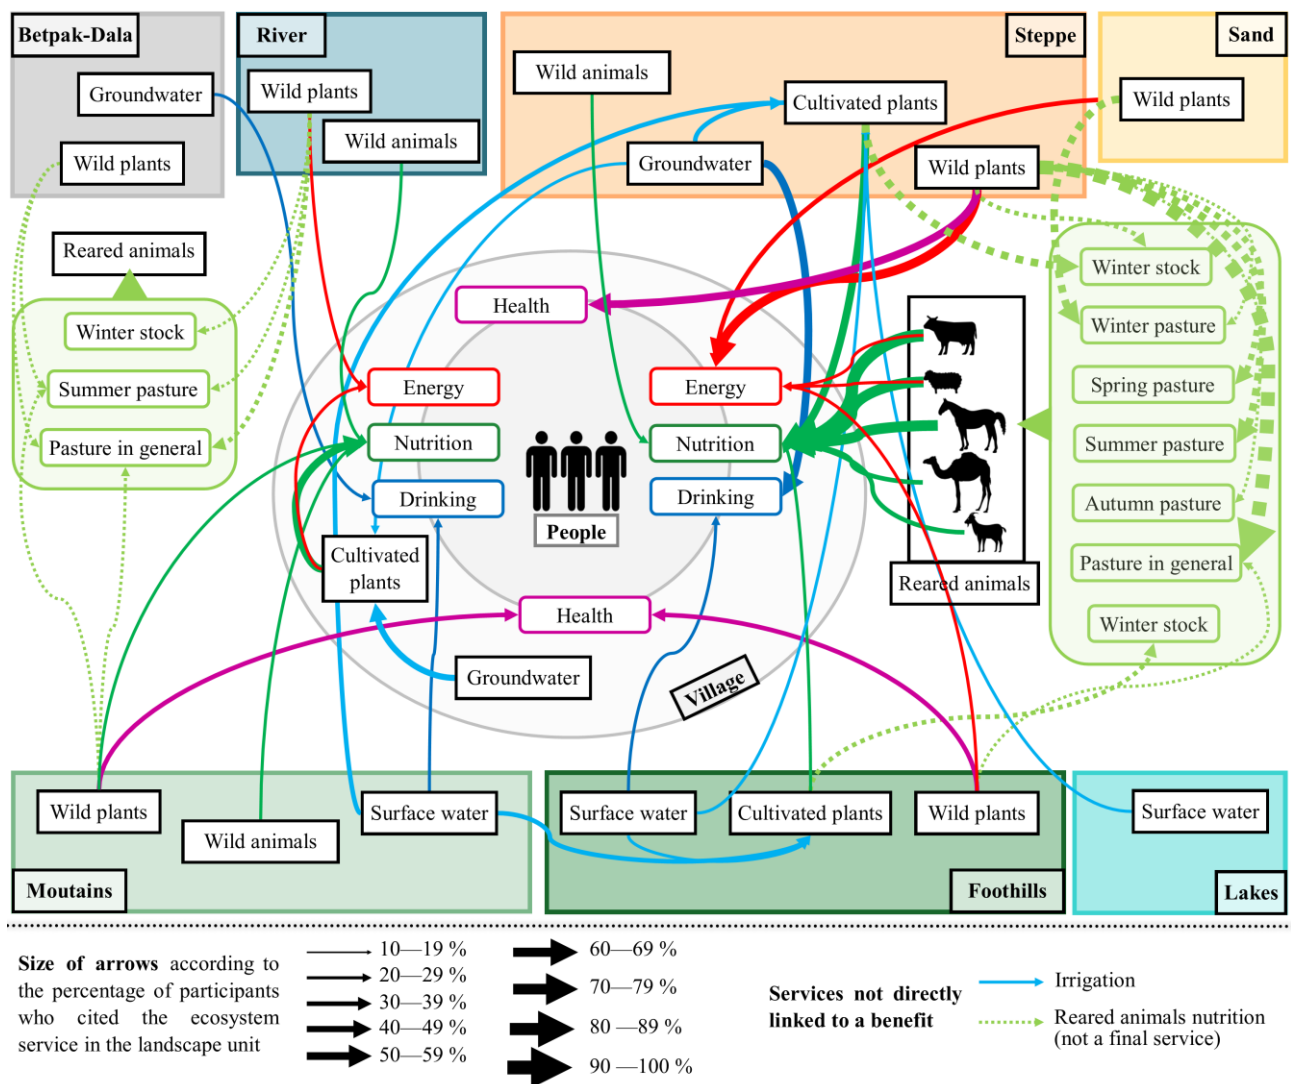 Betpak-Dala
River
Steppe
Sand
Groundwater
Wild plants
Wild plants
Wild animals
Wild animals
Cultivated plants
Groundwater
Wild plants
Wild plants
Reared animals
Winter stock
Summer pasture
Pasture in general
Health
Energy
Nutrition
Drinking
Energy
Nutrition
Drinking
People
Cultivated
plants
Health
Groundwater
Village
Reared animals
Winter stock
Winter pasture
Spring pasture
Summer pasture
Autumn pasture
Pasture in general
Winter stock
Wild plants
Wild animals
Surface water
Moutains
Surface water
Cultivated plants
Wild plants
Foothills
Surface water
Lakes
Size of arrows according to
the percentage of participants
who cited the ecosystem
service in the landscape unit
10—19 %
20—29 %
30—39 %
40—49 %
50—59 %
60—69 %
70—79 %
80 —89 %
90 —100 %
Services not directly
linked to a benefit
Irrigation
Reared animals nutrition
(not a final service)